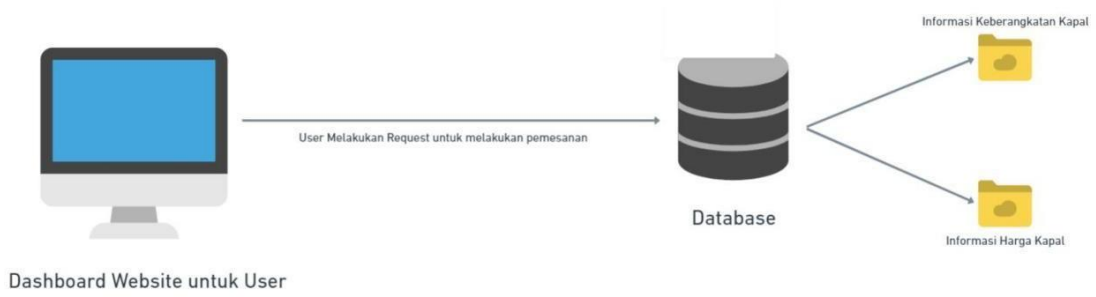 Informasi Keberangkatan Kapal
User Melakukan Request untuk melakukan pemesanan
Database
Informasi Harga Kapal
Dashboard Website untuk User